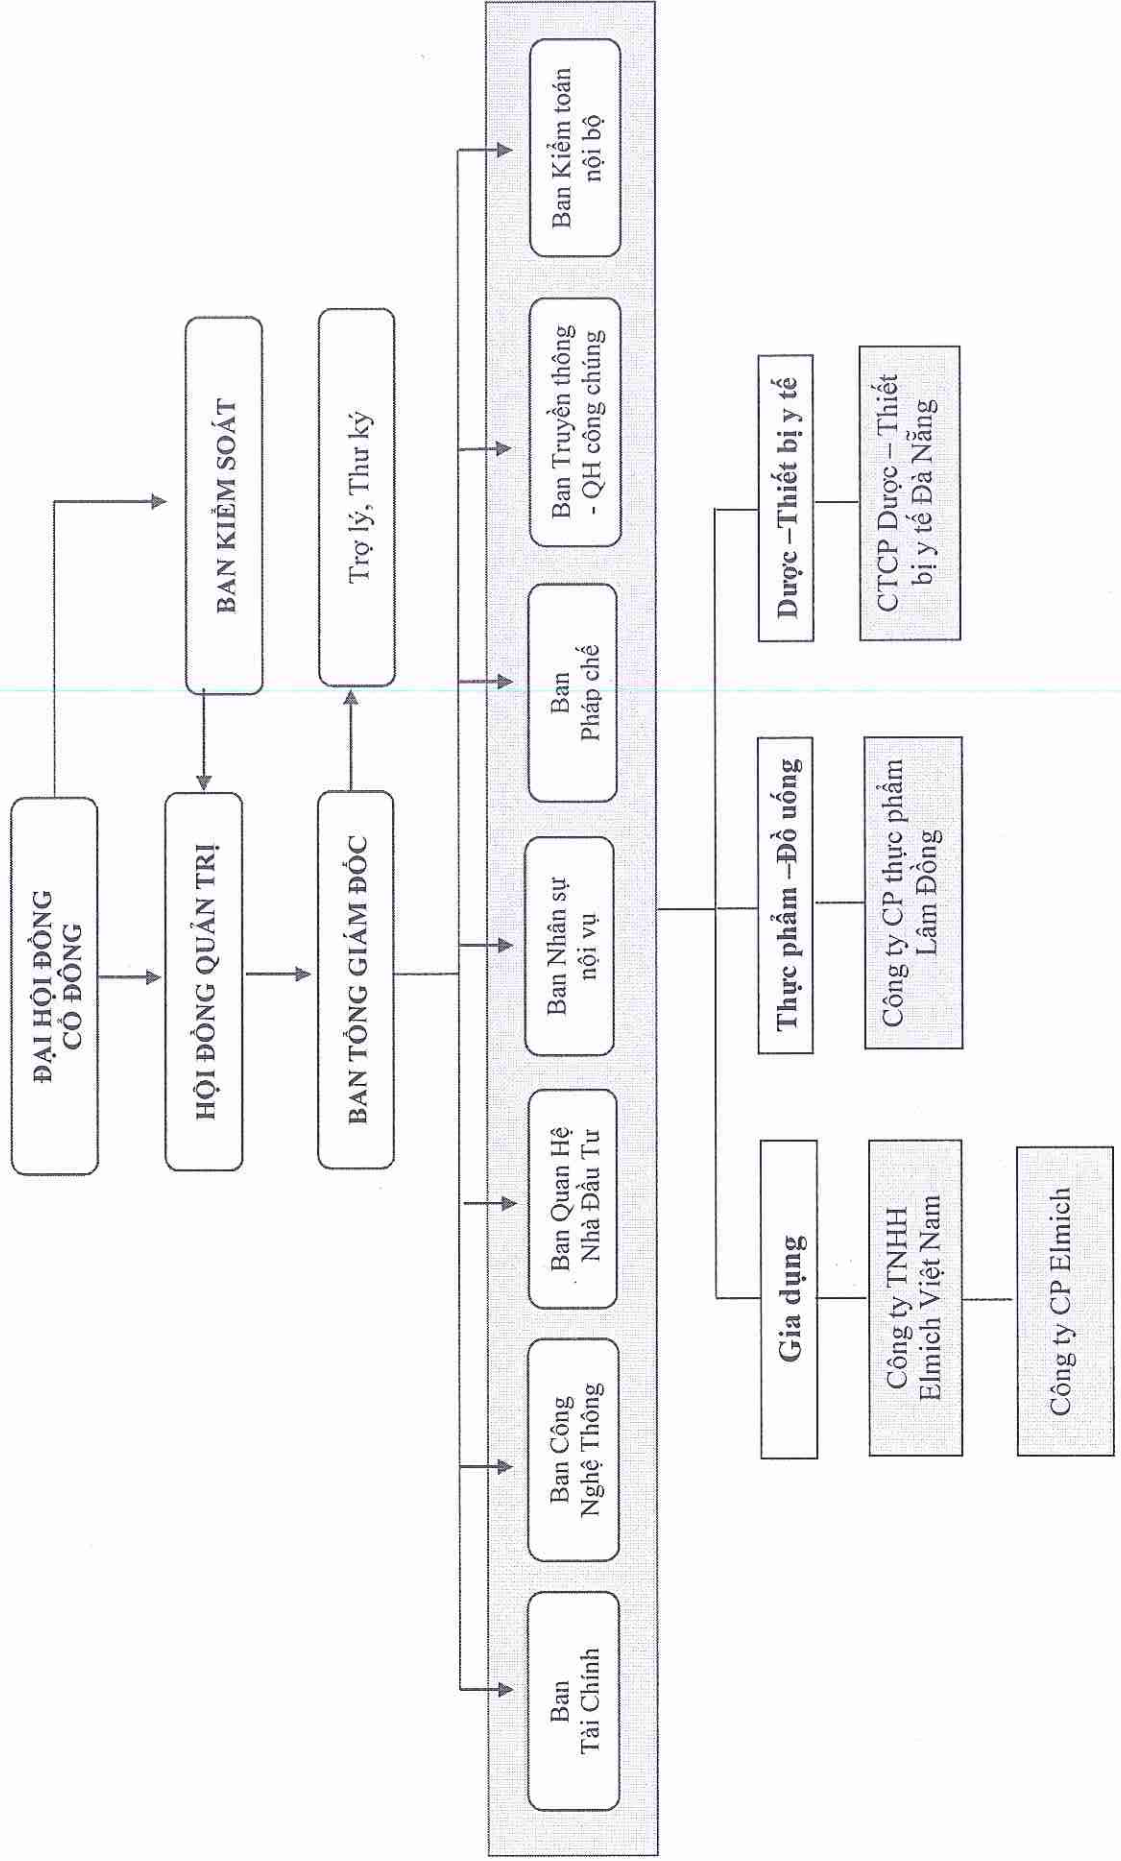 ĐẠI HỘI ĐỒNG
CỔ ĐÔNG
HỘI ĐỒNG QUẢN TRỊ
BAN KIỂM SOÁT
BAN TỔNG GIÁM ĐỐC
Trợ lý, Thư ký
Ban
Tài Chính
Ban Công
Nghệ Thông
Ban Quan Hệ
Nhà Đầu Tư
Ban Nhân sự
nội vụ
Ban
Pháp chế
Ban Truyền thông
- QH công chúng
Ban Kiểm toán
nội bộ
Gia dụng
Thực phẩm –Đồ uống
Dược –Thiết bị y tế
Công ty TNHH
Elmich Việt Nam
Công ty CP thực phẩm
Lâm Đồng
CTCP Dược – Thiết
bị y tế Đà Nẵng
Công ty CP Elmich